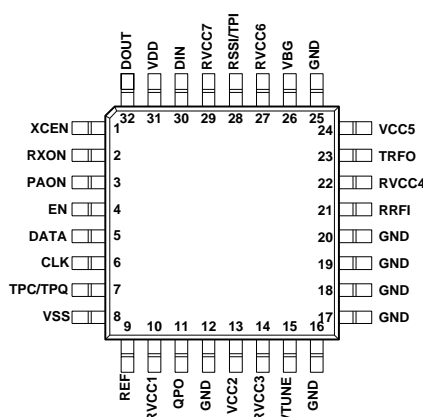 DOUT
VDD
DIN
RVCC7
RSSI/TPI
RVCC6
VBG
GND
32 31 30 29 28 27 26 25
XCEN 1
RXON 2
PAON 3
EN 4
DATA 5
CLK 6
TPC/TPQ 7
VSS 8
24 VCC5
23 TRFO
22 RVCC4
21 RRFI
20 GND
19 GND
18 GND
17 GND
9 10 11 12 13 14 15 16
REF
RVCC1
QPO
GND
VCC2
RVCC3
VTUNE
GND